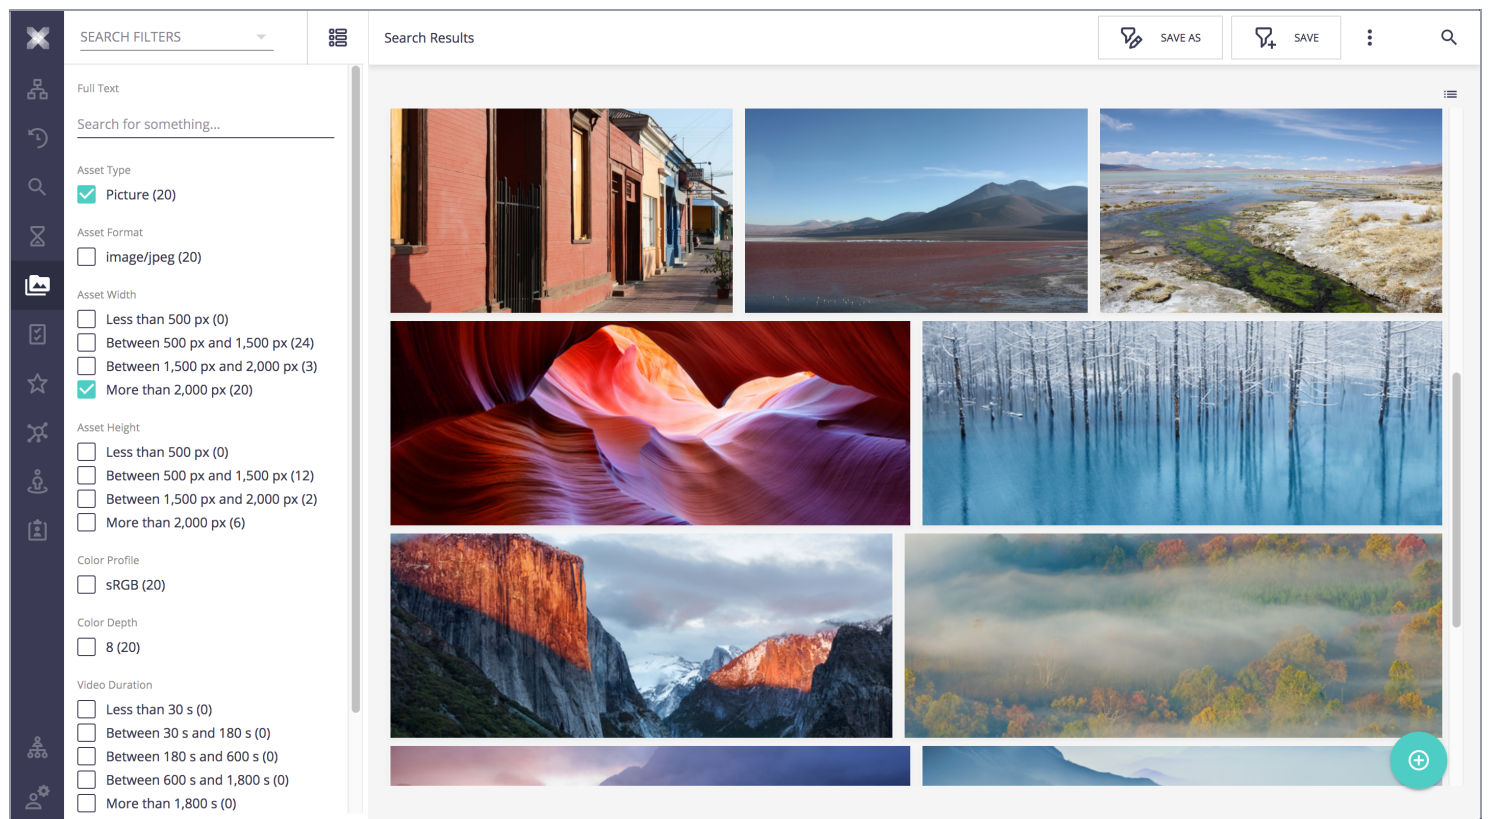 SEARCH FILTERS
Search Results
SAVE AS
SAVE
Full Text
Search for something...
Asset Type
Picture (20)
Asset Format
image/jpeg (20)
Asset Width
Less than 500 px (0)
Between 500 px and 1,500 px (24)
Between 1,500 px and 2,000 px (3)
More than 2,000 px (20)
Asset Height
Less than 500 px (0)
Between 500 px and 1,500 px (12)
Between 1,500 px and 2,000 px (2)
More than 2,000 px (6)
Color Profile
sRGB (20)
Color Depth
8 (20)
Video Duration
Less than 30 s (0)
Between 30 s and 180 s (0)
Between 180 s and 600 s (0)
Between 600 s and 1,800 s (0)
More than 1,800 s (0)